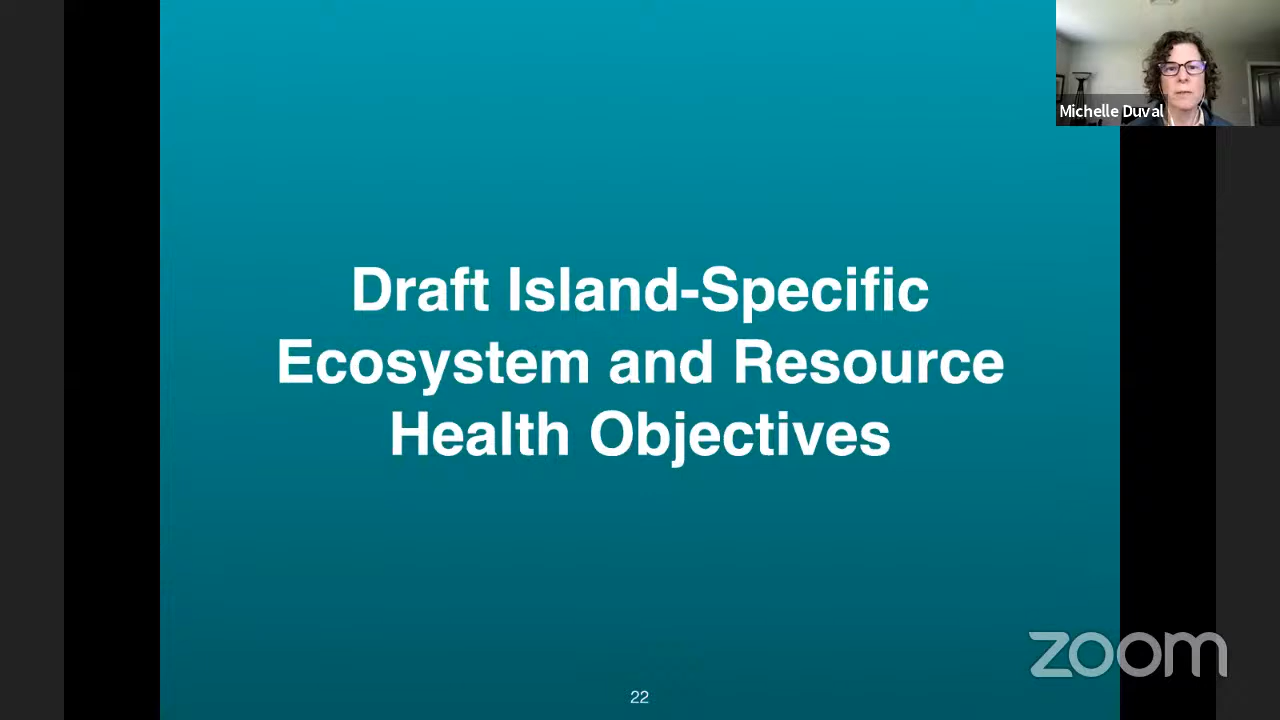 Michelle Duval
Draft Island-Specific
Ecosystem and Resource
Health Objectives
zoom
22